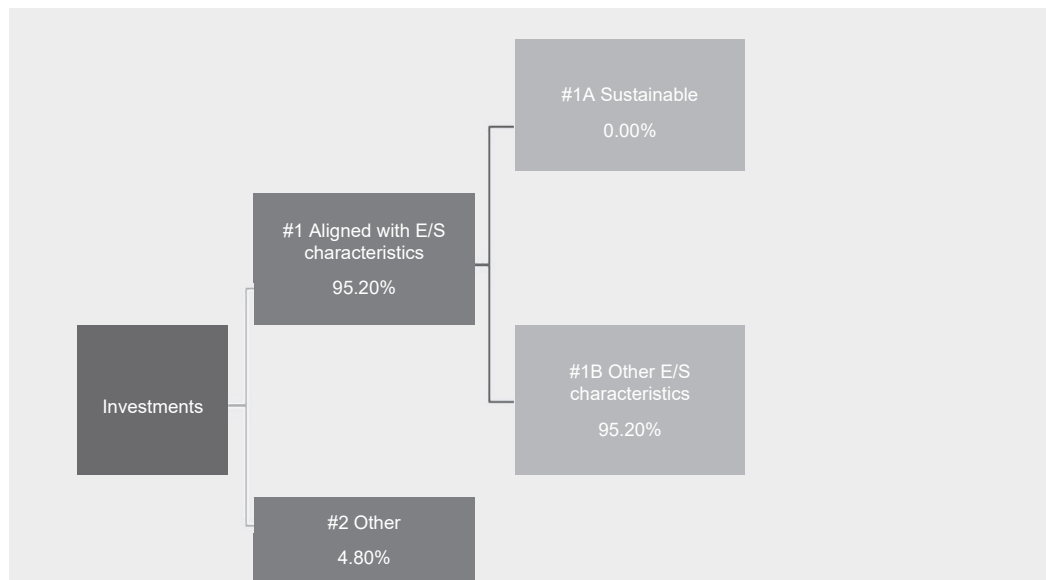 #1A Sustainable
0.00%
#1 Aligned with E/S
characteristics
95.20%
#1B Other E/S
characteristics
95.20%
Investments
#2 Other
4.80%